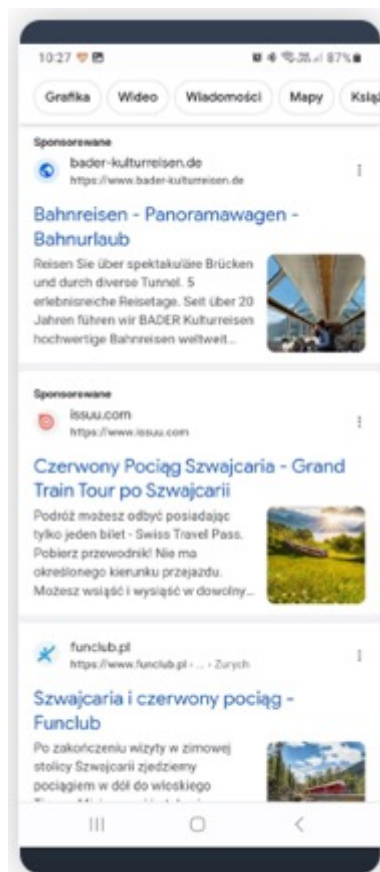 10:27
87%
Grafika Wideo Wiadomości Mapy Ksią
Sponsorowane
bader-kulturreisen.de
https://www.bader-kulturreisen.de
Bahnreisen - Panoramawagen -
Bahnurlaub
Reisen Sie über spektakuläre Brücken
und durch diverse Tunnel. 5
erlebnisreiche Reisetage. Seit über 20
Jahren führen wir BADER Kulturreisen
hochwertige Bahnreisen weltweit...
Sponsorowane
issuu.com
https://www.issuu.com
Czerwony Pociąg Szwajcaria - Grand
Train Tour po Szwajcarii
Podróż możesz odbyć posiadając
tylko jeden bilet - Swiss Travel Pass.
Pobierz przewodnik! Nie ma
określonego kierunku przejazdu.
Możesz wsiąść i wysiąść w dowolny...
funclub.pl
https://www.funclub.pl › ... › Zurych
Szwajcaria i czerwony pociąg -
Funclub
Po zakończeniu wizyty w zimowej
stolicy Szwajcarii zjedziemy
pociągiem w dół do włoskiego